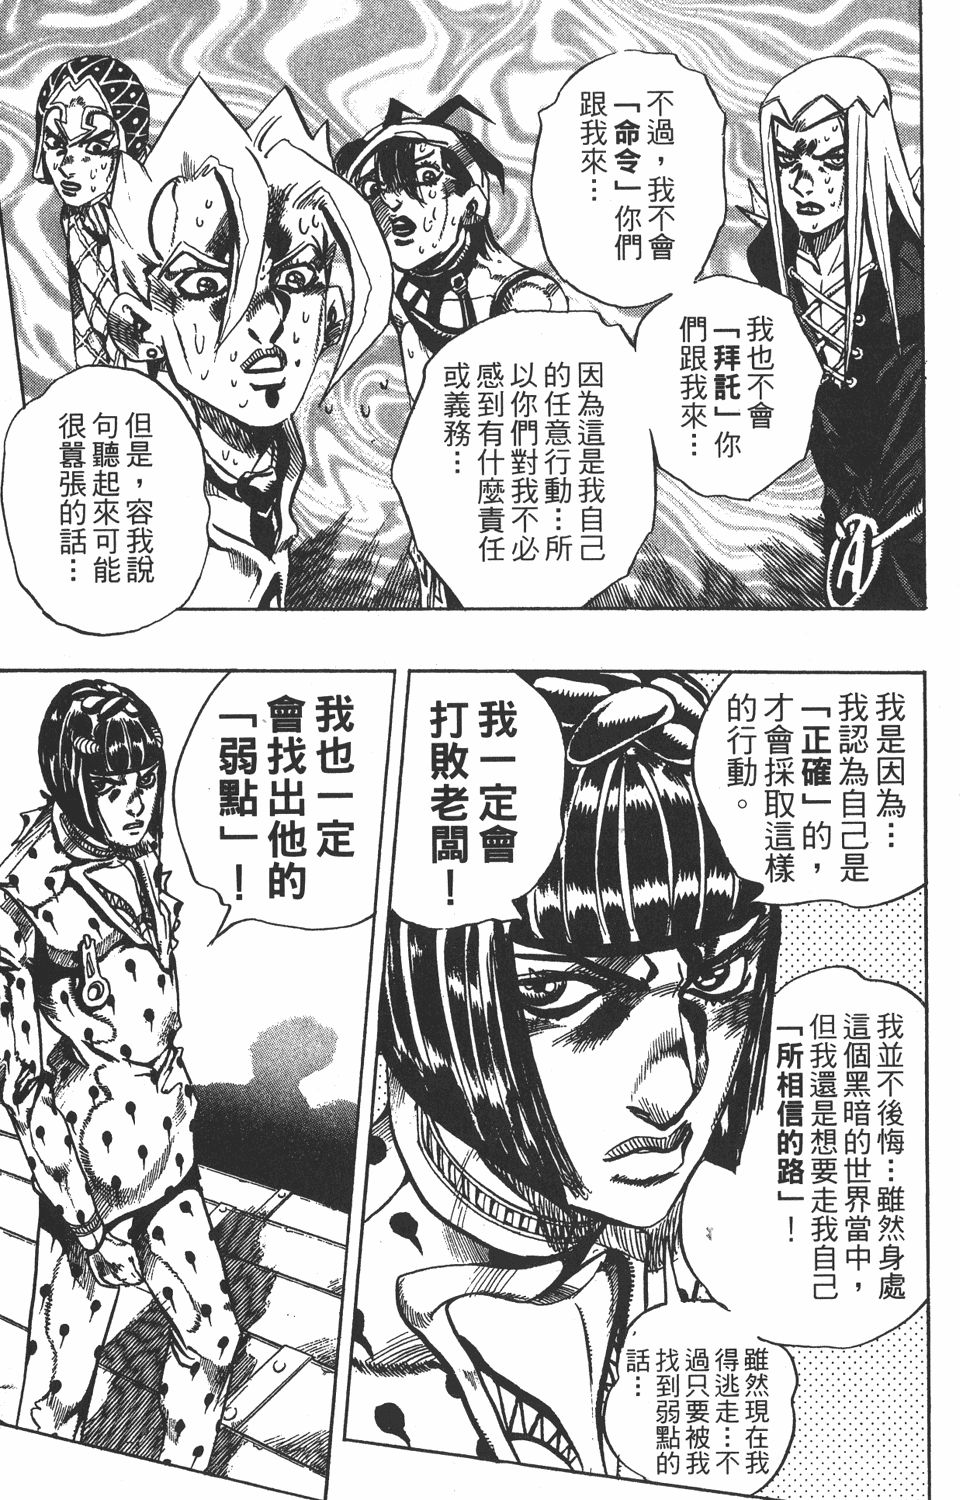 不過，我不會
「命令」你們
跟我來…
我也不會
「拜託」你
們跟我來…
因為這是我自己
的任意行動…所
以你們對我不必
感到有什麼責任
或義務…
但是，容我說
句聽起來可能
很囂張的話…
A
我是因為…
我認為自己是
「正確」的，
才會採取這樣
的行動。
我並不後悔…雖然身處
這個黑暗的世界當中，
但我還是想要走我自己
「所相信的路」！
雖然現在我
得逃走…不
過只要被我
找到弱點的
話…
我一定會
打敗老闆！
我也一定
會找出他的
「弱點」！